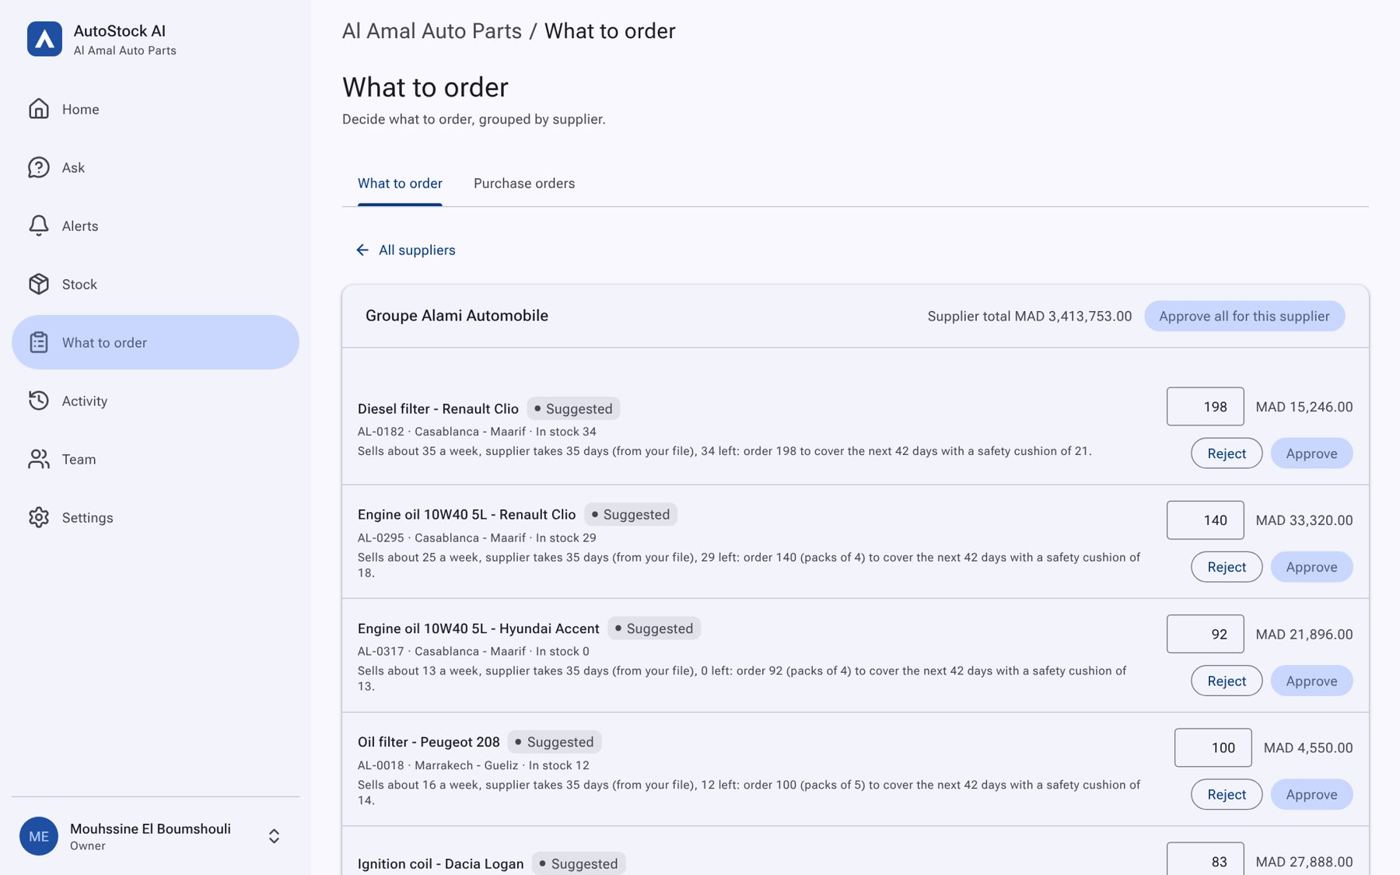 AutoStock AI
Al Amal Auto Parts
Home
Ask
Alerts
Stock
What to order
Activity
Team
Settings
ME
Mouhssine El Boumshouli
Owner
Al Amal Auto Parts / What to order
What to order
Decide what to order, grouped by supplier.
What to order
Purchase orders
All suppliers
Groupe Alami Automobile
Supplier total MAD 3,413,753.00
Approve all for this supplier
Diesel filter - Renault Clio
Suggested
AL-0182 · Casablanca - Maarif · In stock 34
Sells about 35 a week, supplier takes 35 days (from your file), 34 left: order 198 to cover the next 42 days with a safety cushion of 21.
198
MAD 15,246.00
Reject
Approve
Engine oil 10W40 5L - Renault Clio
Suggested
AL-0295 · Casablanca - Maarif · In stock 29
Sells about 25 a week, supplier takes 35 days (from your file), 29 left: order 140 (packs of 4) to cover the next 42 days with a safety cushion of
18.
140
MAD 33,320.00
Reject
Approve
Engine oil 10W40 5L - Hyundai Accent
Suggested
AL-0317 · Casablanca - Maarif · In stock 0
Sells about 13 a week, supplier takes 35 days (from your file), 0 left: order 92 (packs of 4) to cover the next 42 days with a safety cushion of
13.
92
MAD 21,896.00
Reject
Approve
Oil filter - Peugeot 208
Suggested
AL-0018 · Marrakech - Gueliz · In stock 12
Sells about 16 a week, supplier takes 35 days (from your file), 12 left: order 100 (packs of 5) to cover the next 42 days with a safety cushion of
14.
100
MAD 4,550.00
Reject
Approve
Ignition coil - Dacia Logan
Suggested
83
MAD 27,888.00